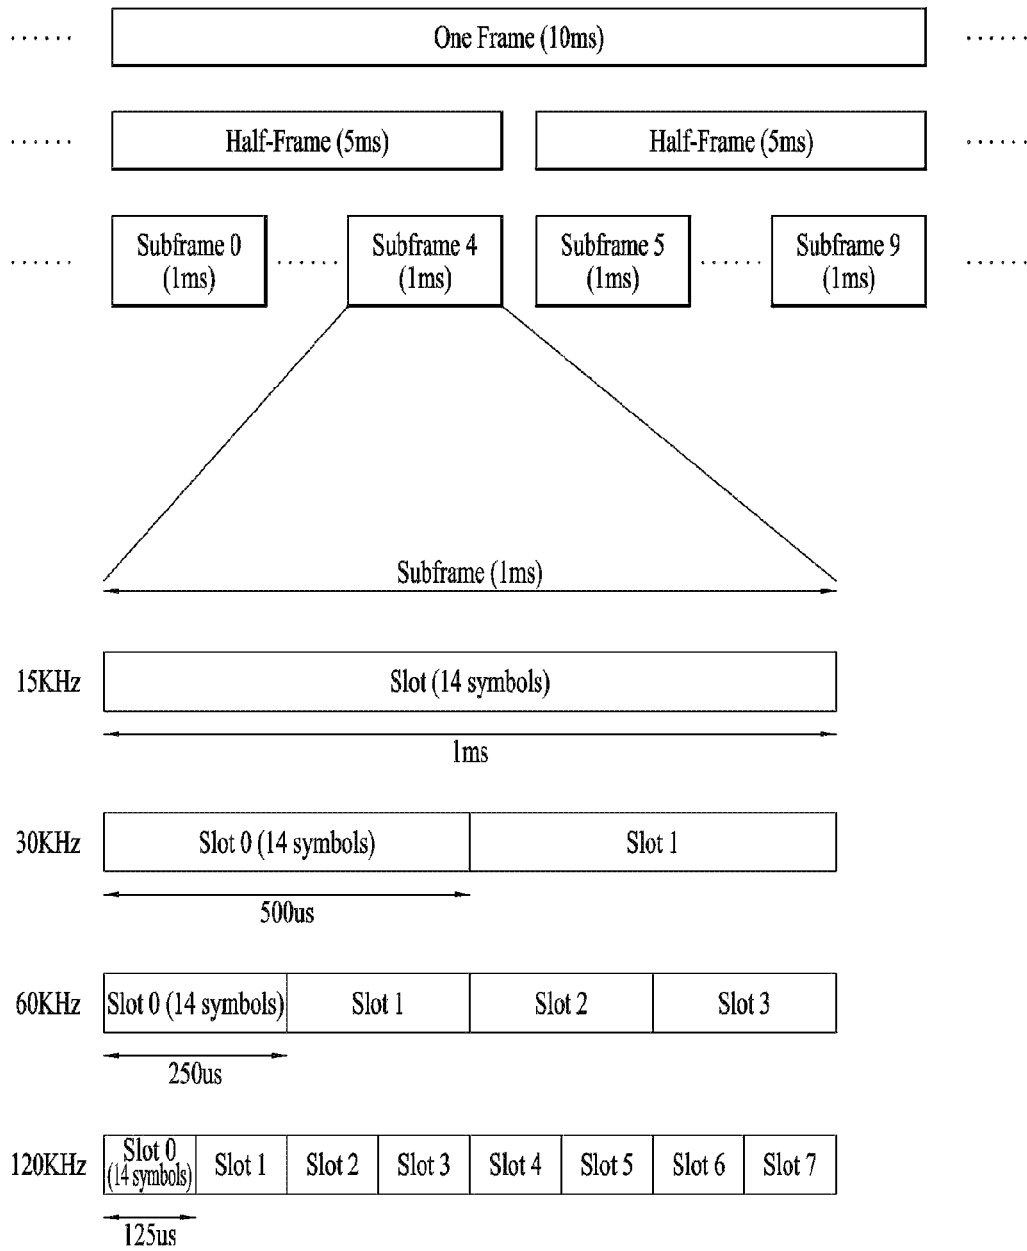 ...... One Frame (10ms) ......
...... Half-Frame (5ms) Half-Frame (5ms) ......
Subframe 0 Subframe 4 Subframe 5 Subframe 9
...... (1ms) ...... (1ms) (1ms) ...... (1ms) ......
Subframe (1ms)
15KHz Slot (14 symbols)
1ms
30KHz Slot 0 (14 symbols) Slot 1
500us
60KHz Slot 0 (14 symbols) Slot 1 Slot 2 Slot 3
250us
120KHz Slot 0 (14 symbols) Slot 1 Slot 2 Slot 3 Slot 4 Slot 5 Slot 6 Slot 7
125us